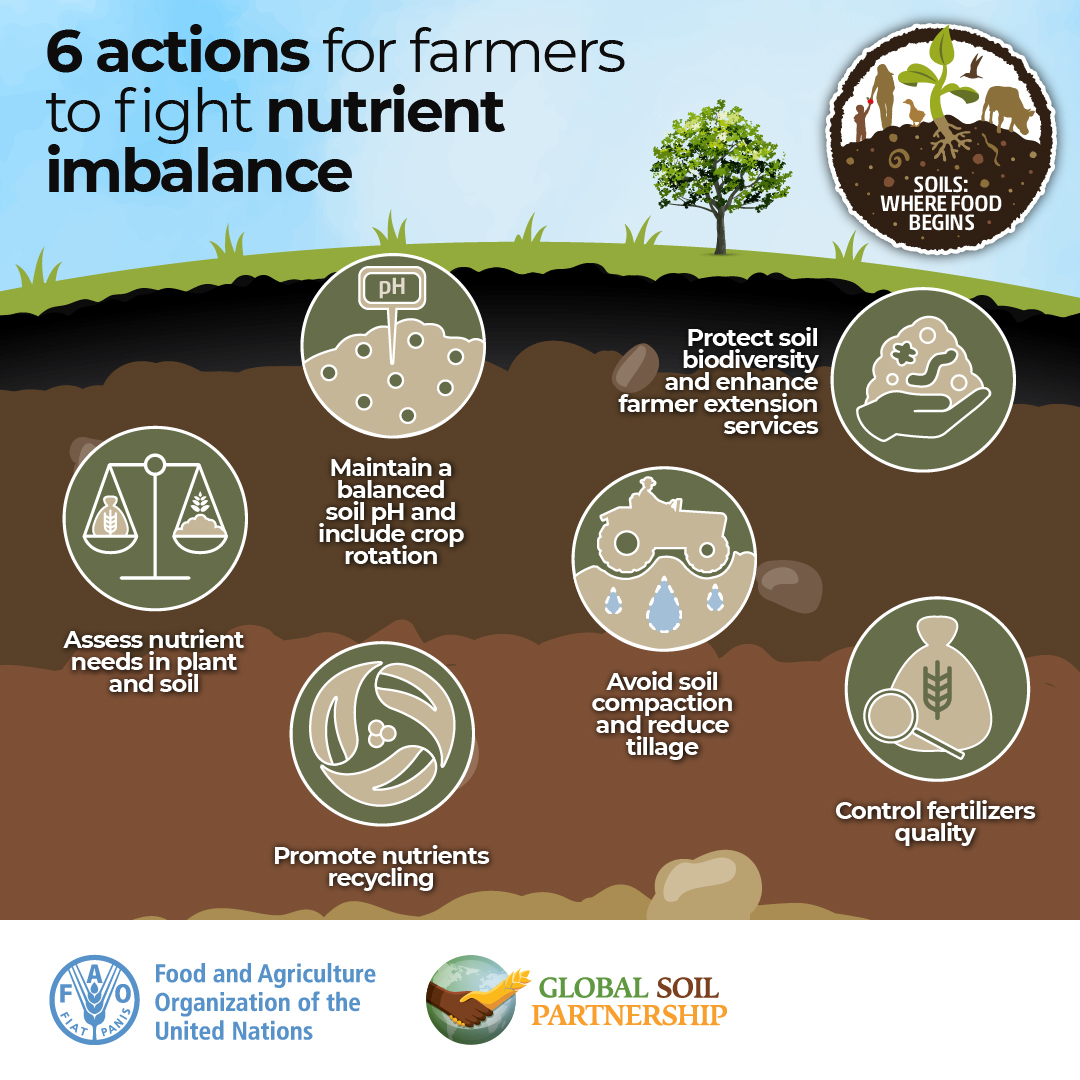 6 actions for farmers
to fight nutrient
imbalance
SOILS:
WHERE FOOD
BEGINS
pH
Protect soil
biodiversity
and enhance
farmer extension
services
Maintain a
balanced
soil pH and
include crop
rotation
Assess nutrient
needs in plant
and soil
Avoid soil
compaction
and reduce
tillage
Control fertilizers
quality
Promote nutrients
recycling
F A O
FIAT PANIS
Food and Agriculture
Organization of the
United Nations
GLOBAL SOIL
PARTNERSHIP